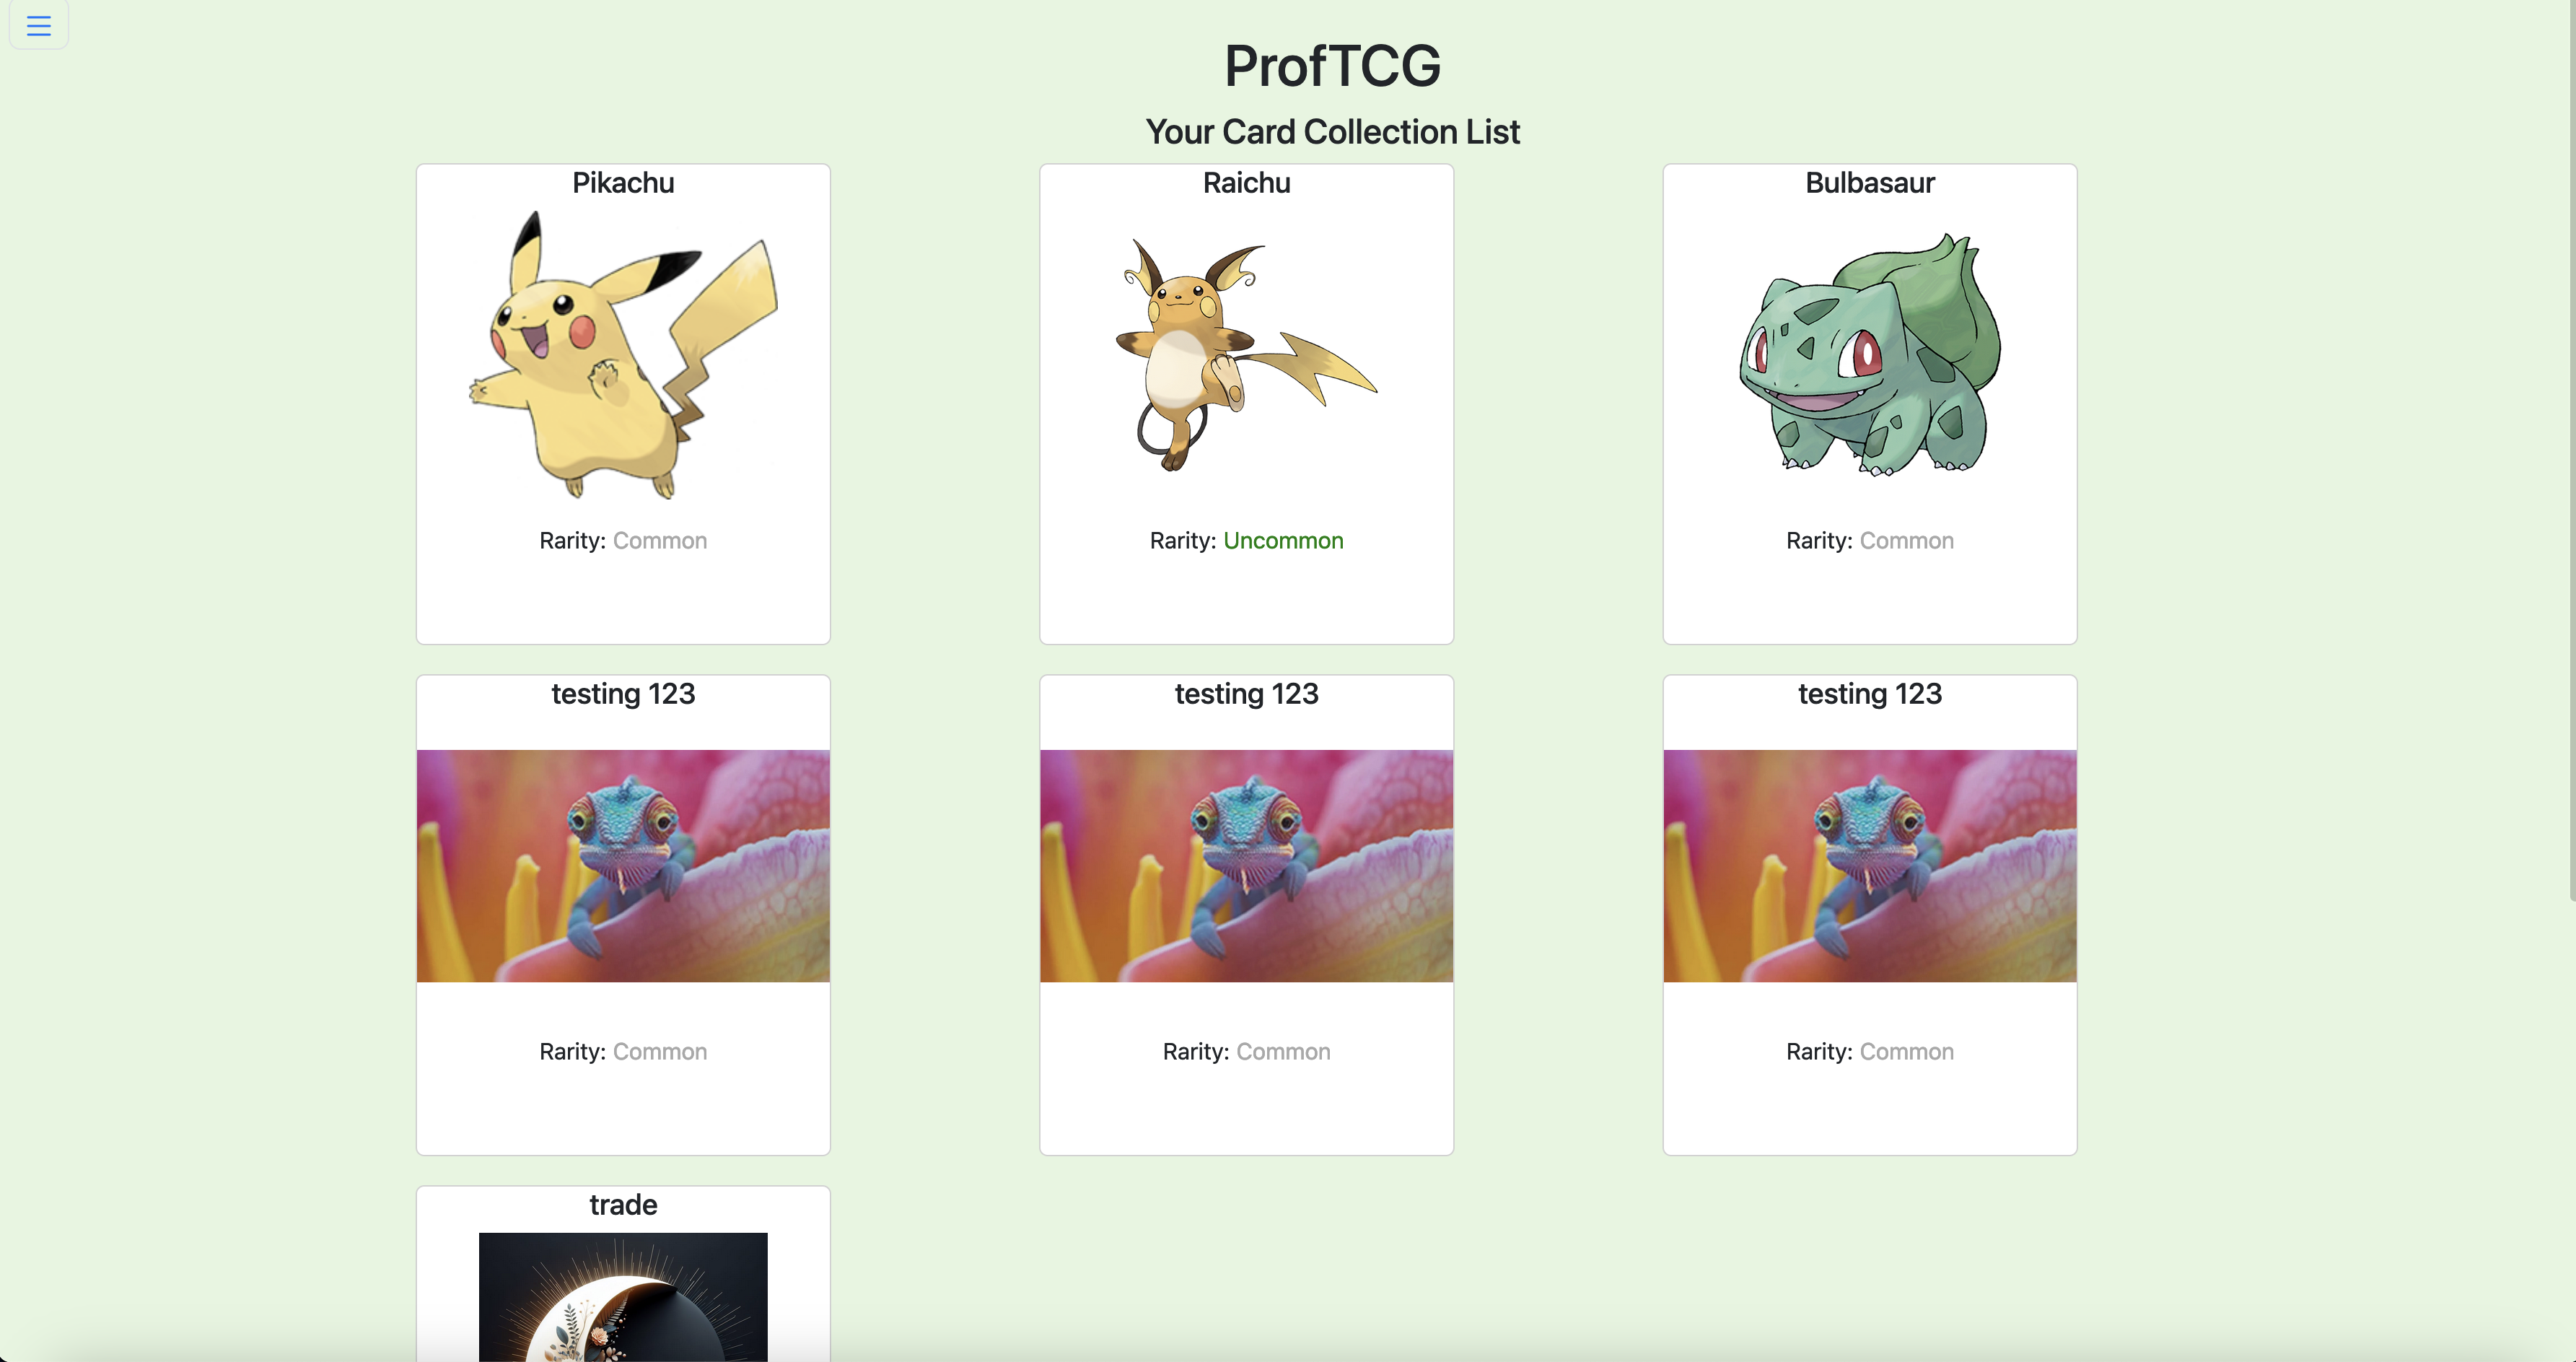 ProfTCG
Your Card Collection List
Pikachu
Raichu
Bulbasaur
Rarity: Common
Rarity: Uncommon
Rarity: Common
testing 123
testing 123
testing 123
Rarity: Common
Rarity: Common
Rarity: Common
trade